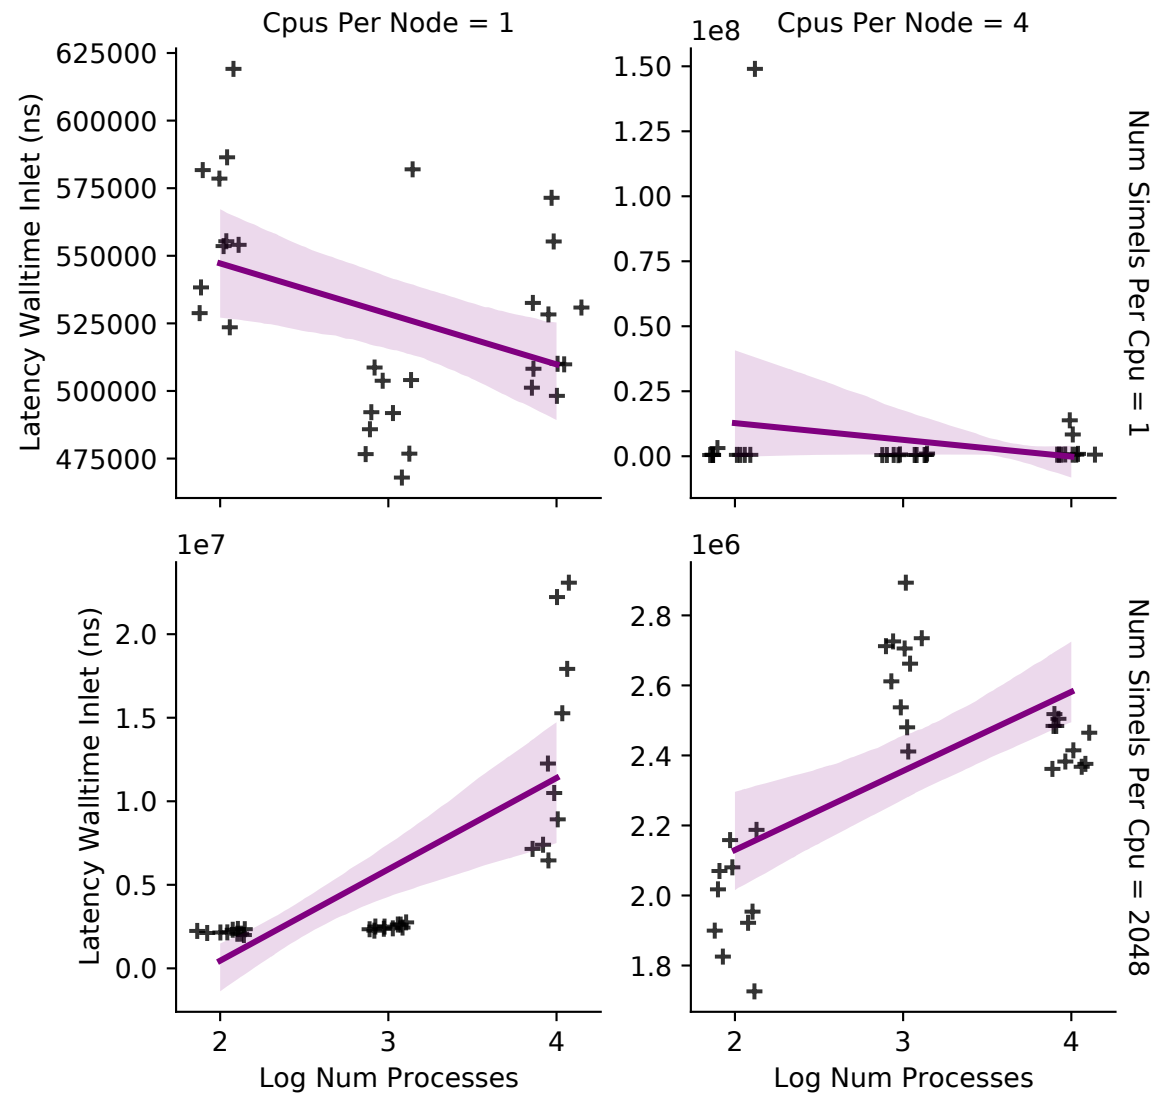 Cpus Per Node = 1
Cpus Per Node = 4
1e8
625000
600000
575000
550000
525000
500000
475000
Latency Walltime Inlet (ns)
1.50
1.25
1.00
0.75
0.50
0.25
0.00
Num Simels Per Cpu = 1
1e7
2.0
1.5
1.0
0.5
0.0
Latency Walltime Inlet (ns)
2
3
4
Log Num Processes
1e6
2.8
2.6
2.4
2.2
2.0
1.8
2
3
4
Log Num Processes
Num Simels Per Cpu = 2048